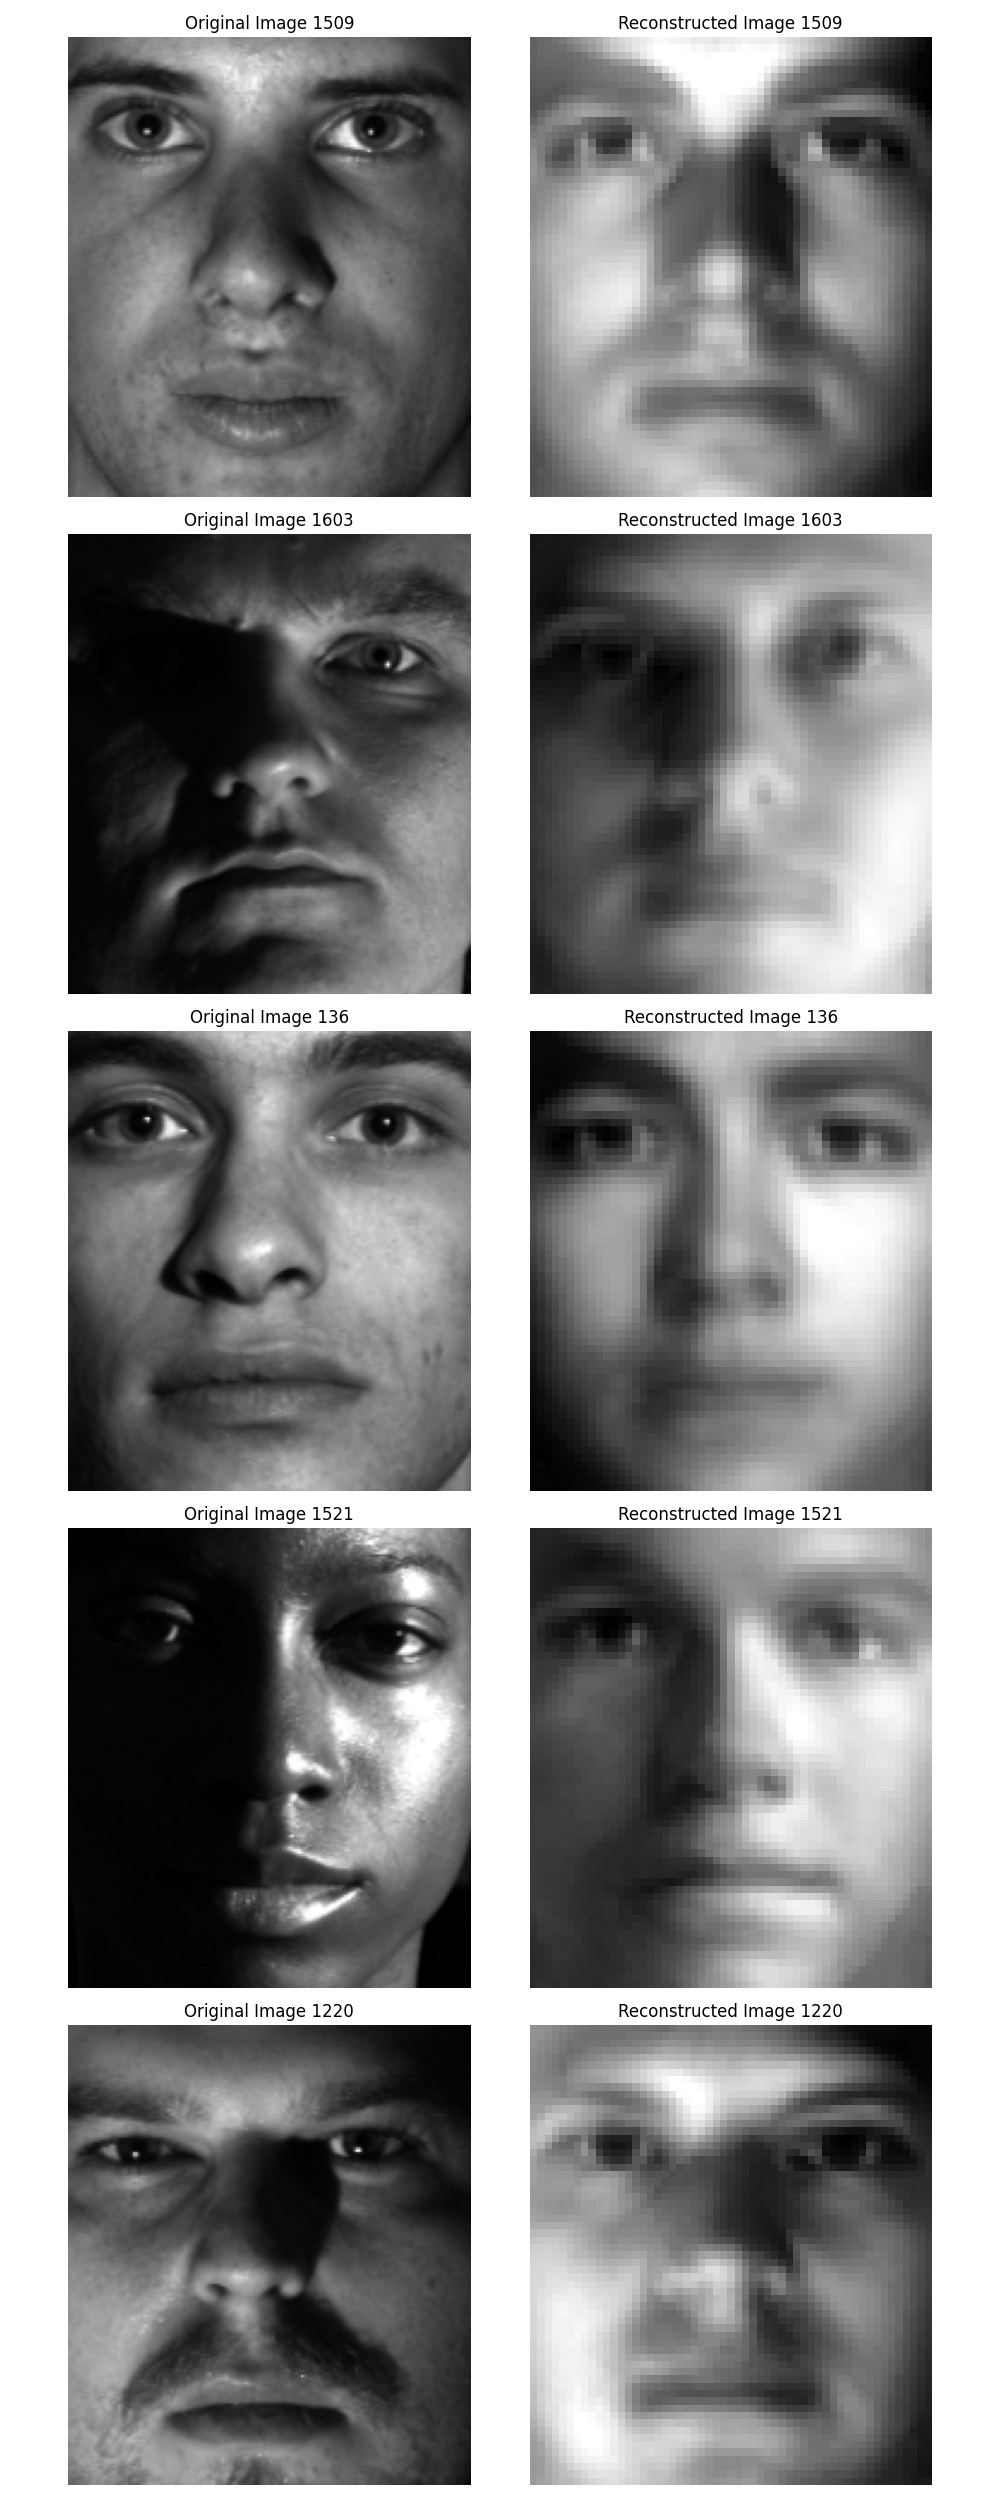 Original Image 1509
Reconstructed Image 1509
Original Image 1603
Reconstructed Image 1603
Original Image 136
Reconstructed Image 136
Original Image 1521
Reconstructed Image 1521
Original Image 1220
Reconstructed Image 1220